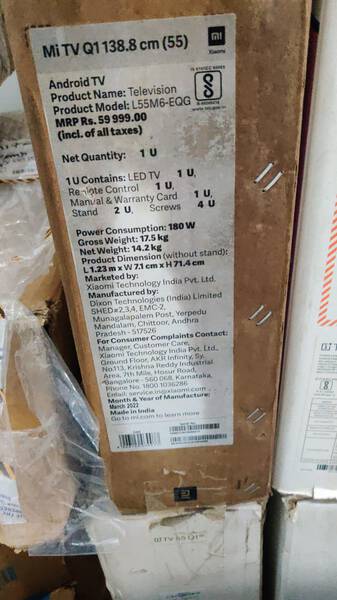 Mi TV Q1 138.8 cm (55)
mi
Xiaomi
Android TV
Product Name: Television
Product Model: L55M6-EQG
MRP Rs. 59 999.00
(incl. of all taxes)
Net Quantity: 1 U
1 U Contains: LED TV 1 U,
Remote Control 1 U,
Manual & Warranty Card 1 U,
Stand 2 U, Screws 4 U
Power Consumption: 180 W
Gross Weight: 17.5 kg
Net Weight: 14.2 kg
Product Dimension (without stand):
L 1.23 m x W 7.1 cm x H 71.4 cm
Marketed by:
Xiaomi Technology India Pvt. Ltd.
Manufactured by:
Dixon Technologies (India) Limited
SHED#2,3,4, EMC-2,
Munagalapalem Post, Yerpedu
Mandalam, Chittoor, Andhra
Pradesh - 517526
For Consumer Complaints Contact:
Manager, Customer Care,
Xiaomi Technology India Pvt. Ltd.,
Ground Floor, AKR Infinity, Sy.
No.113, Krishna Reddy Industrial
Area, 7th Mile, Hosur Road,
Bangalore - 560 068, Karnataka,
Phone No. 1800 1036286
Email: service.in@xiaomi.com
Month & Year of Manufacture:
March 2022
Made in India
Go to mi.com to learn more
TV 55 Q1